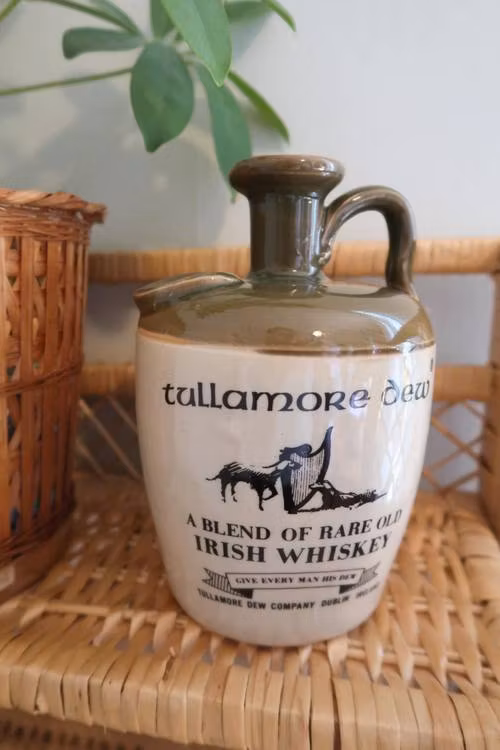 tullamore dew
A BLEND OF RARE OLD
IRISH WHISKEY
GIVE EVERY MAN HIS DEW
TULLAMORE DEW COMPANY DUBLIN IRELAND